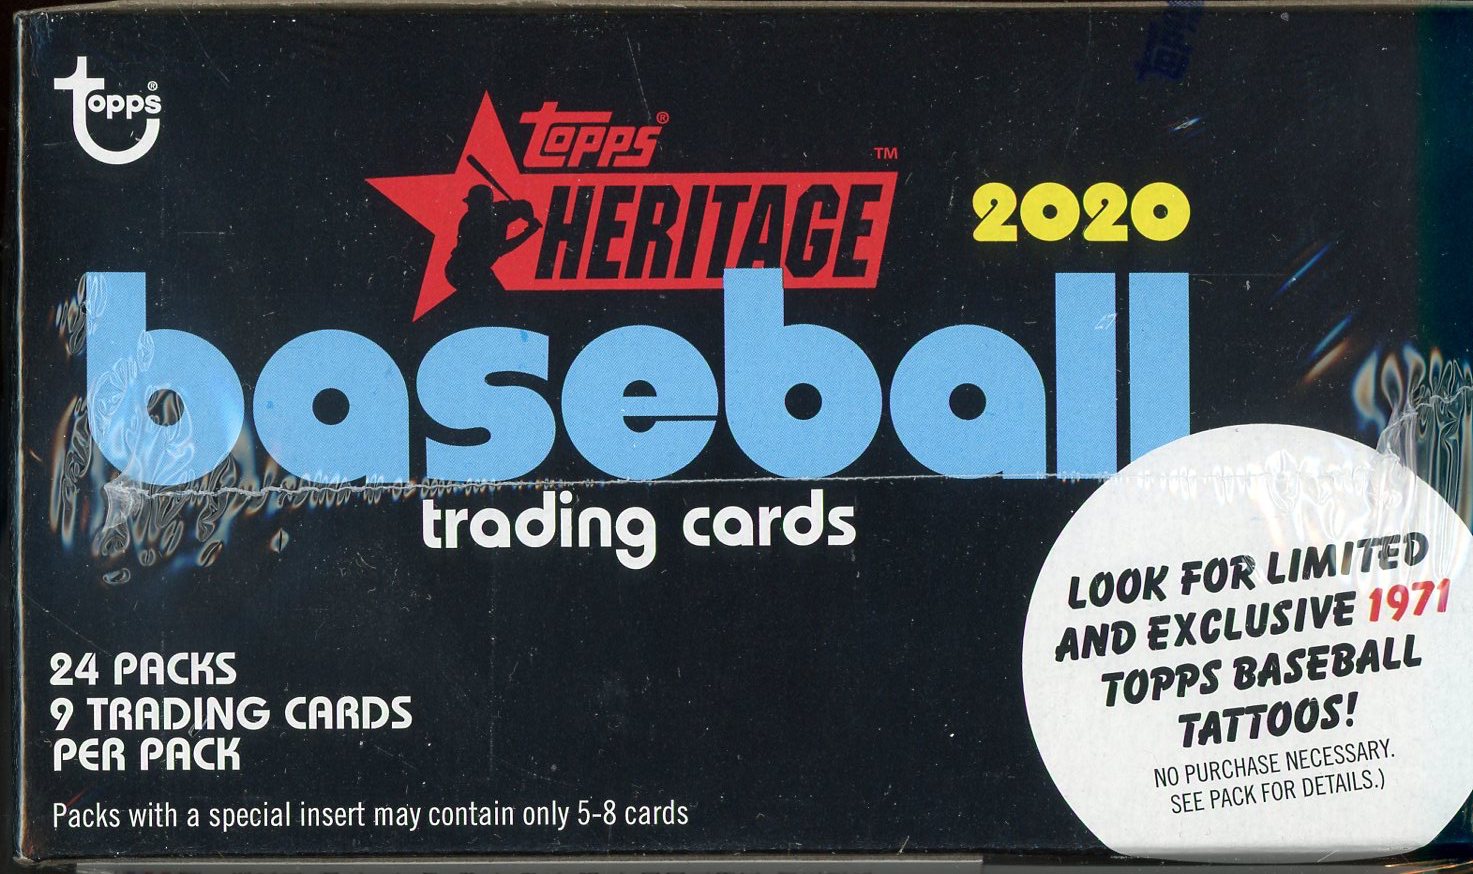 topps®
TOPPS®
HERITAGE™
2020
baseball
trading cards
24 PACKS
9 TRADING CARDS
PER PACK
Packs with a special insert may contain only 5-8 cards
LOOK FOR LIMITED
AND EXCLUSIVE 1971
TOPPS BASEBALL
TATTOOS!
NO PURCHASE NECESSARY.
SEE PACK FOR DETAILS.)